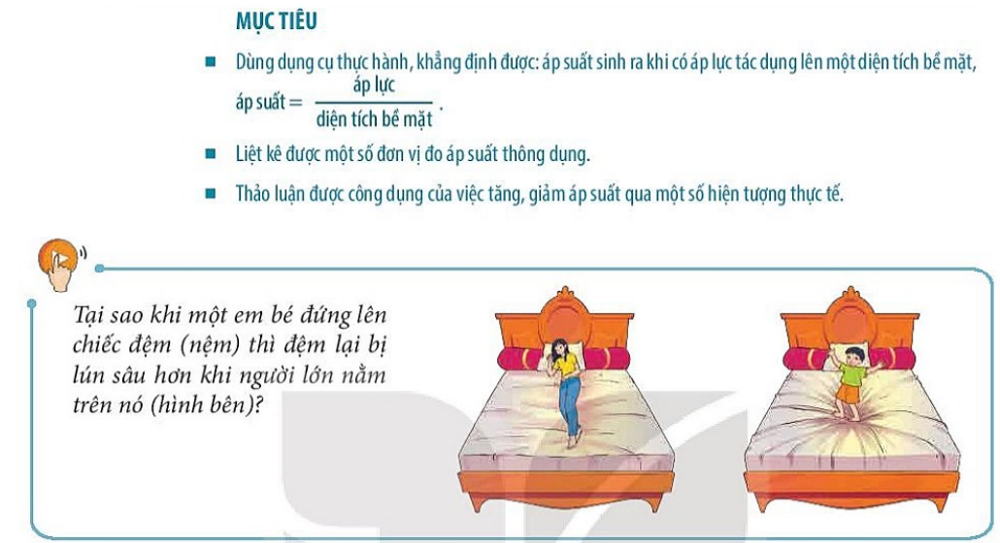 MỤC TIÊU
Dùng dụng cụ thực hành, khẳng định được: áp suất sinh ra khi có áp lực tác dụng lên một diện tích bề mặt,
áp suất = áp lực / diện tích bề mặt .
Liệt kê được một số đơn vị đo áp suất thông dụng.
Thảo luận được công dụng của việc tăng, giảm áp suất qua một số hiện tượng thực tế.
Tại sao khi một em bé đứng lên
chiếc đệm (nệm) thì đệm lại bị
lún sâu hơn khi người lớn nằm
trên nó (hình bên)?